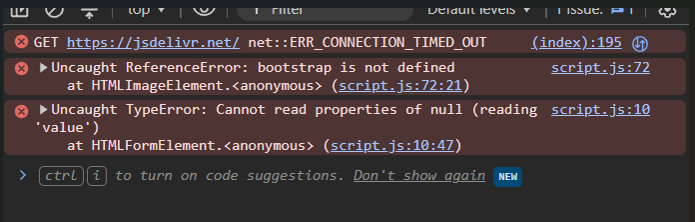 top ▾ Filter Default levels ▾ 1 Issue: 1
GET https://jsdelivr.net/ net::ERR_CONNECTION_TIMED_OUT (index):195
▶Uncaught ReferenceError: bootstrap is not defined script.js:72
at HTMLImageElement.<anonymous> (script.js:72:21)
▶Uncaught TypeError: Cannot read properties of null (reading script.js:10
'value')
at HTMLFormElement.<anonymous> (script.js:10:47)
> ctrl i to turn on code suggestions. Don't show again NEW